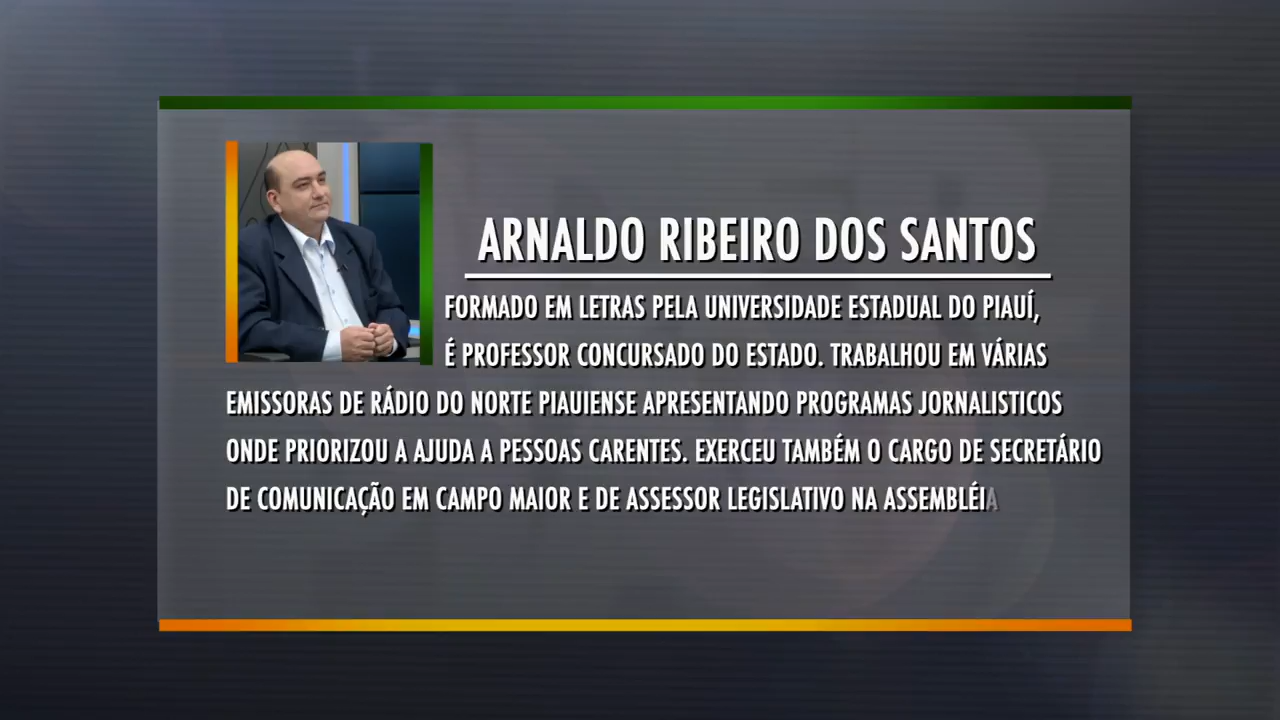 ARNALDO RIBEIRO DOS SANTOS
FORMADO EM LETRAS PELA UNIVERSIDADE ESTADUAL DO PIAUÍ,
É PROFESSOR CONCURSADO DO ESTADO. TRABALHOU EM VÁRIAS
EMISSORAS DE RÁDIO DO NORTE PIAUIENSE APRESENTANDO PROGRAMAS JORNALISTICOS
ONDE PRIORIZOU A AJUDA A PESSOAS CARENTES. EXERCEU TAMBÉM O CARGO DE SECRETÁRIO
DE COMUNICAÇÃO EM CAMPO MAIOR E DE ASSESSOR LEGISLATIVO NA ASSEMBLÉIA